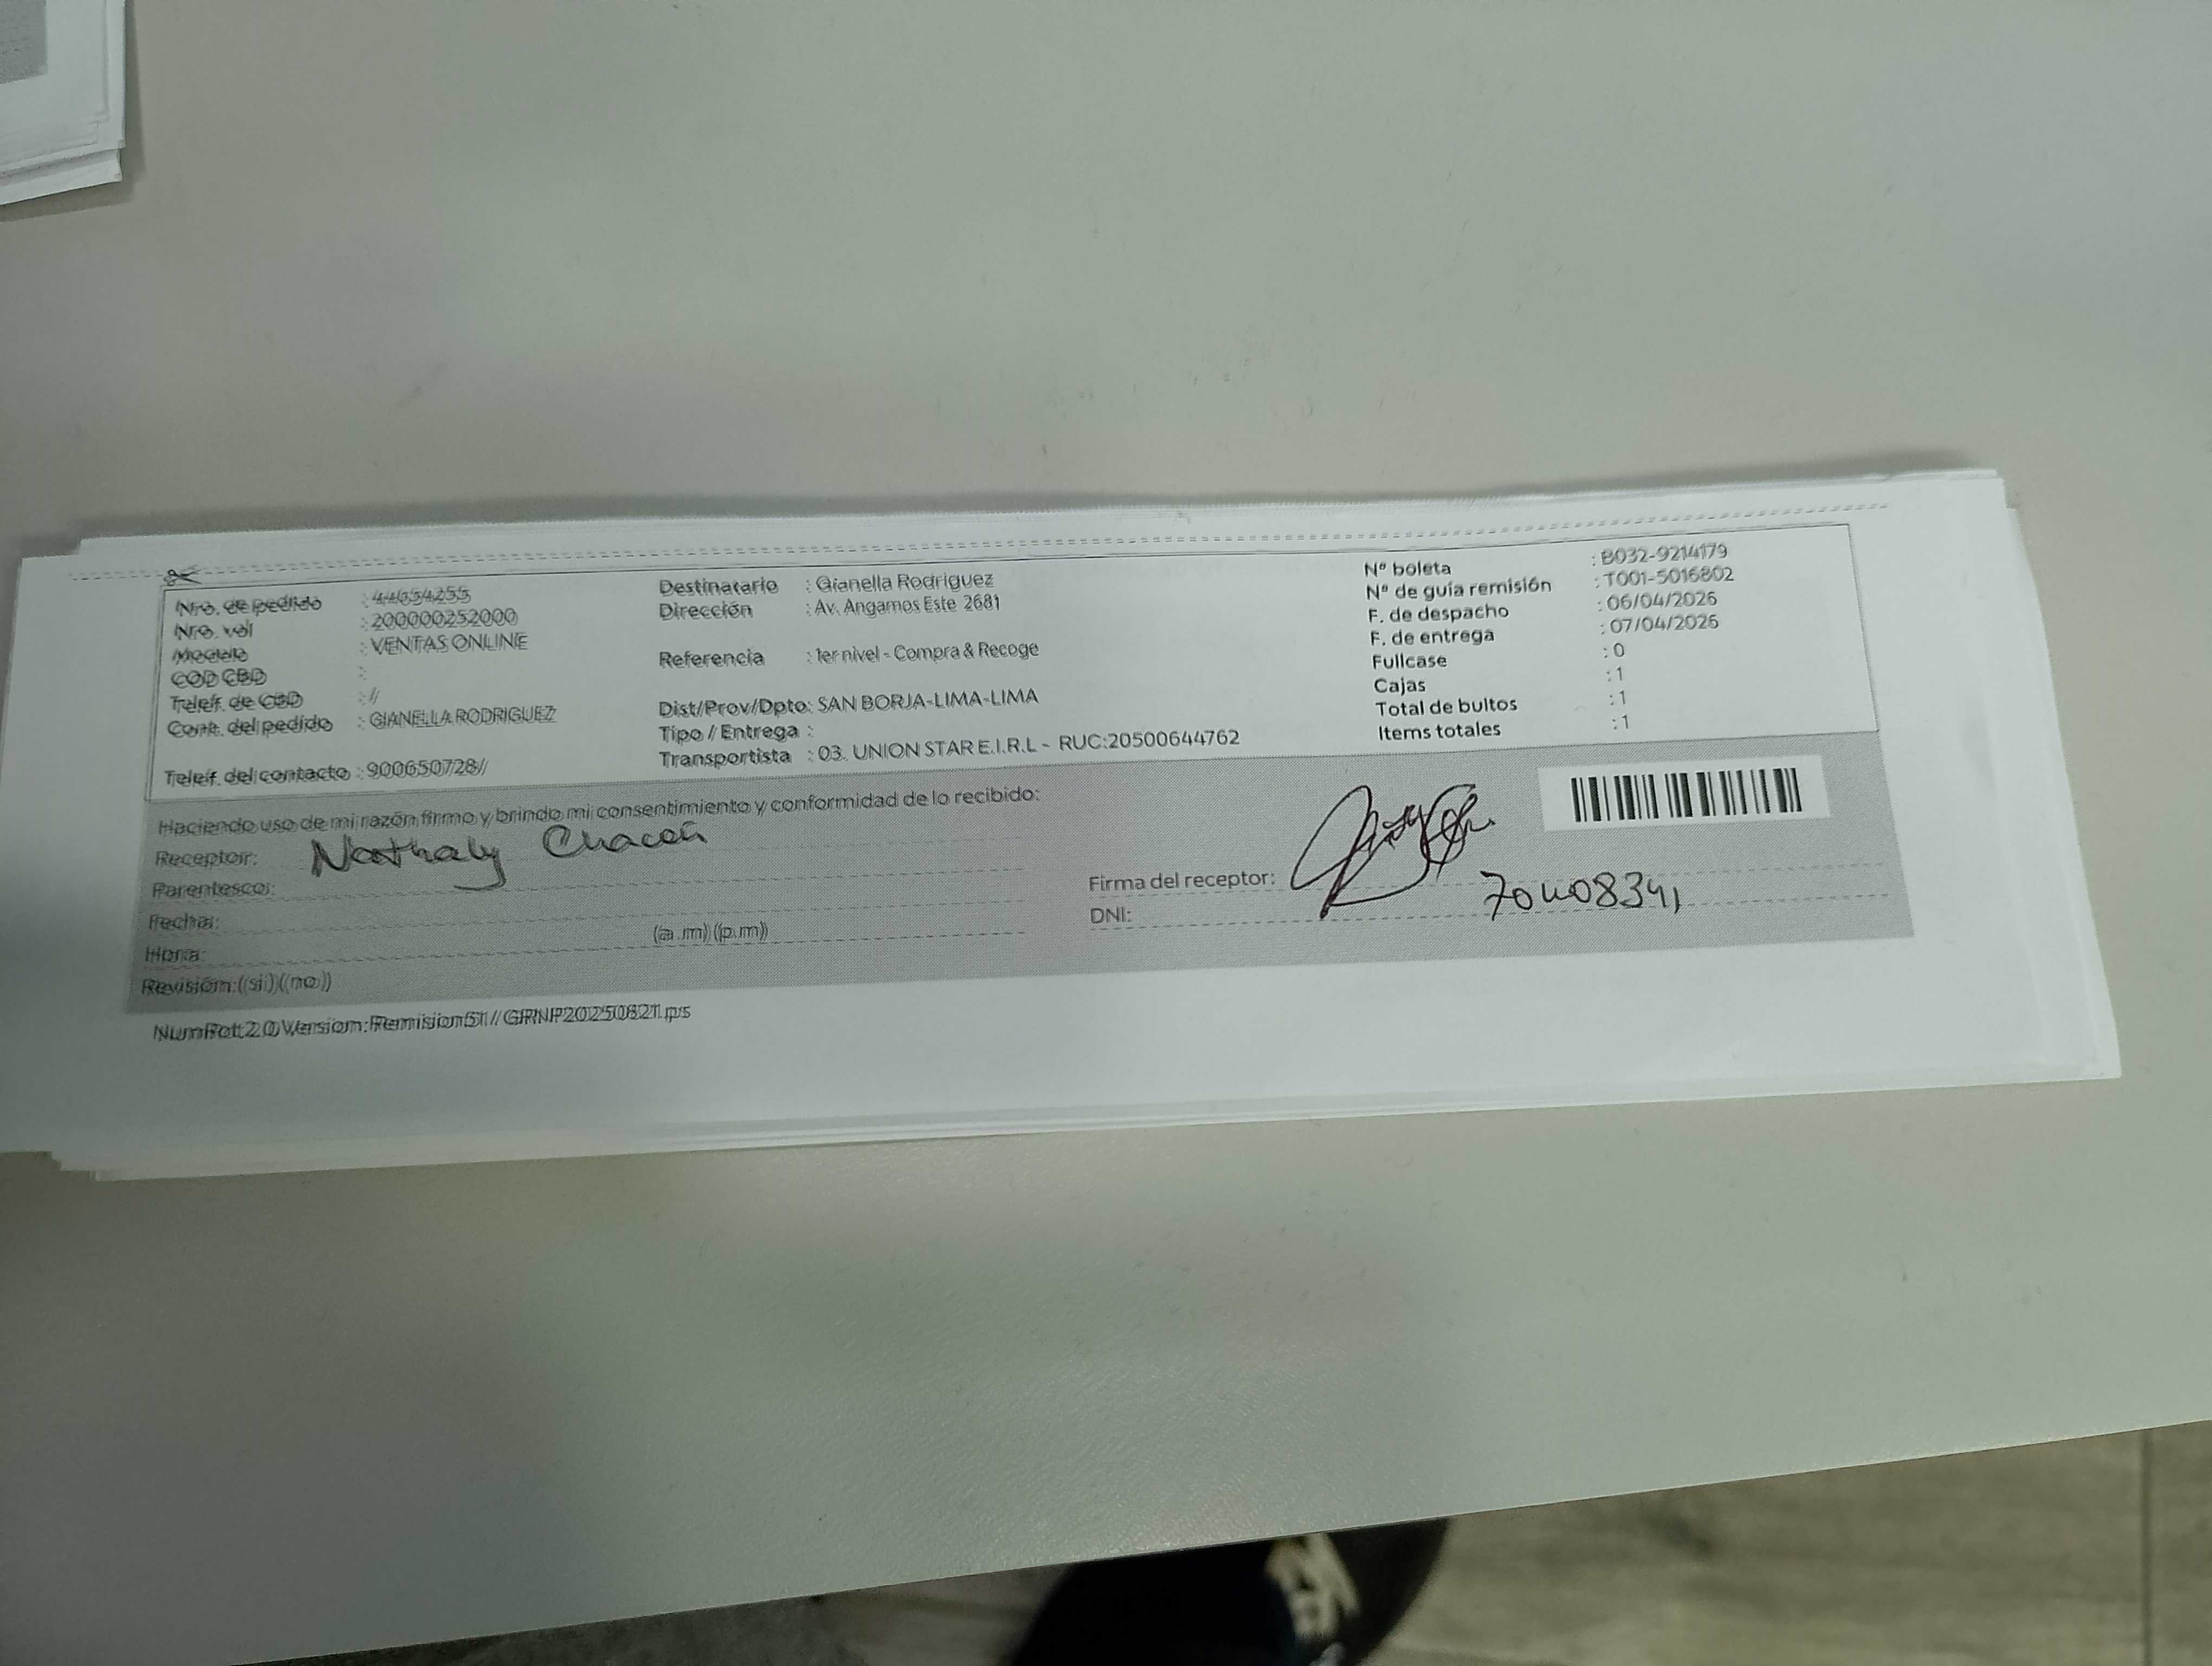 Nro. de pedido : 44654255
Nro. vol : 200000252000
Modelo : VENTAS ONLINE
COD CBD :
Telef. de CBD : //
Cont. del pedido : GIANELLA RODRIGUEZ
Telef. del contacto : 900650728//
Destinatario : Gianella Rodriguez
Dirección : Av. Angamos Este 2681
Referencia : 1er nivel - Compra & Recoge
Dist/Prov/Dpto: SAN BORJA-LIMA-LIMA
Tipo / Entrega :
Transportista : 03. UNION STAR E.I.R.L - RUC:20500644762
Nº boleta : B032-9214179
Nº de guía remisión : T001-5016802
F. de despacho : 06/04/2026
F. de entrega : 07/04/2026
Fullcase : 0
Cajas : 1
Total de bultos : 1
Items totales : 1
Haciendo uso de mi razón firmo y brindo mi consentimiento y conformidad de lo recibido:
Receptor: Nathaly Chacón
Parentesco:
Fecha:
Hora: (a.m) (p.m)
Revisión: (si) (no)
Firma del receptor:
DNI: 70408341
Version: Remision51//GRNP20250821.ps